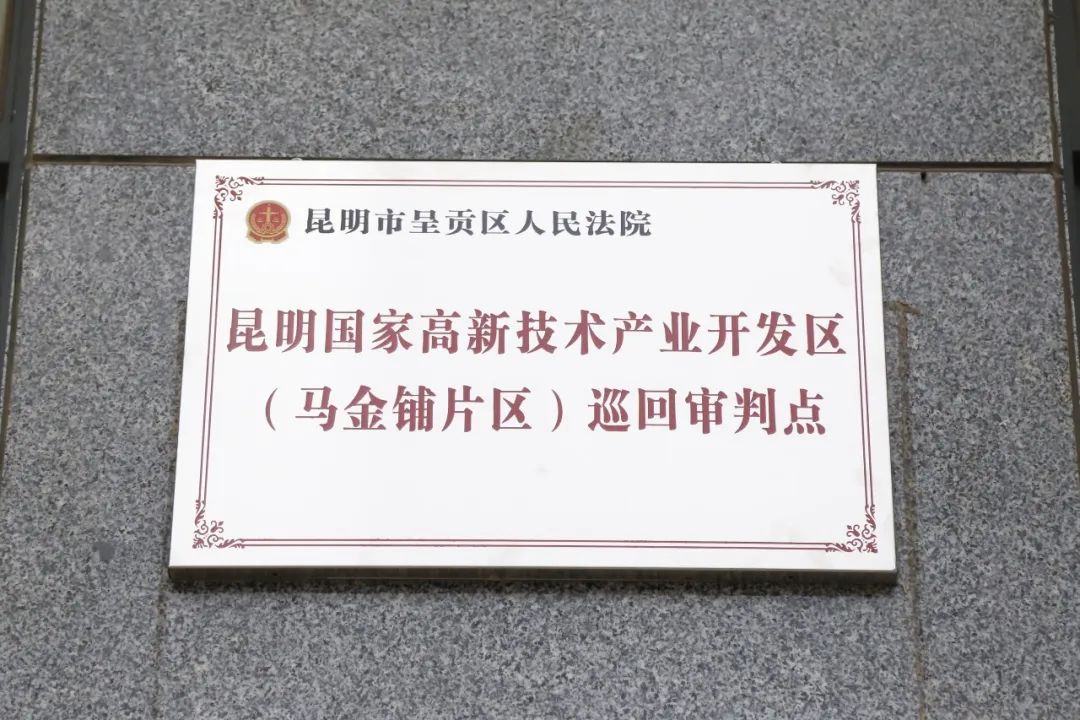 昆明市呈贡区人民法院
昆明国家高新技术产业开发区
（马金铺片区）巡回审判点